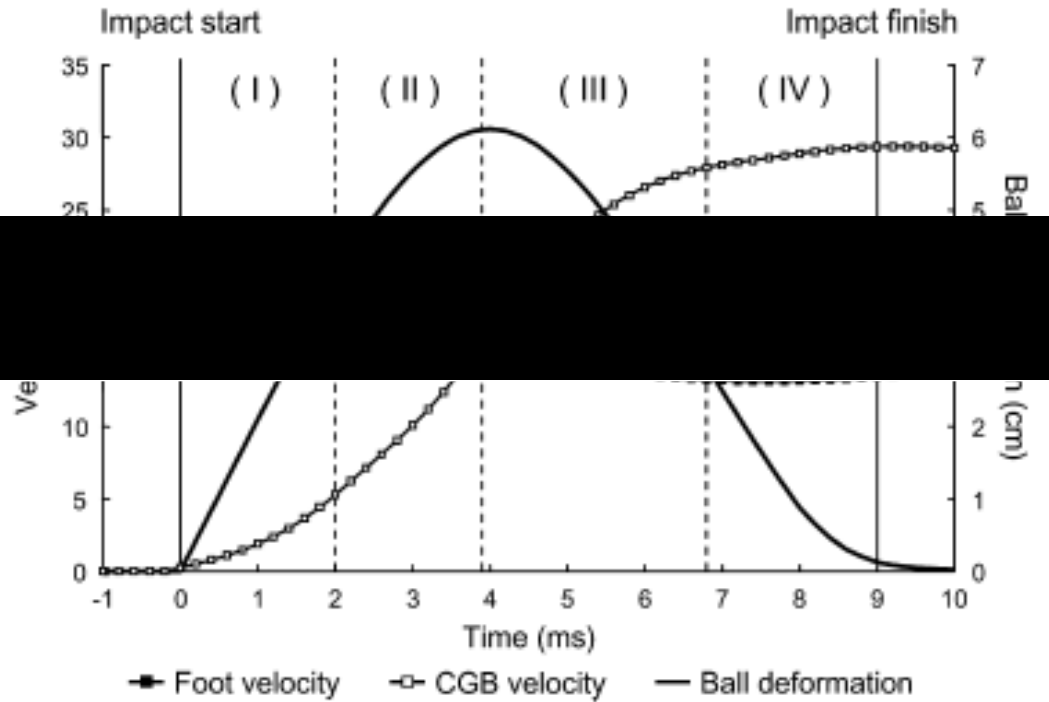 Impact start Impact finish
35 ( I ) ( II ) ( III ) ( IV ) 7
30 6
25 5
10 2
5 1
0 0
-1 0 1 2 3 4 5 6 7 8 9 10
(cm)
Time (ms)
Foot velocity CGB velocity Ball deformation